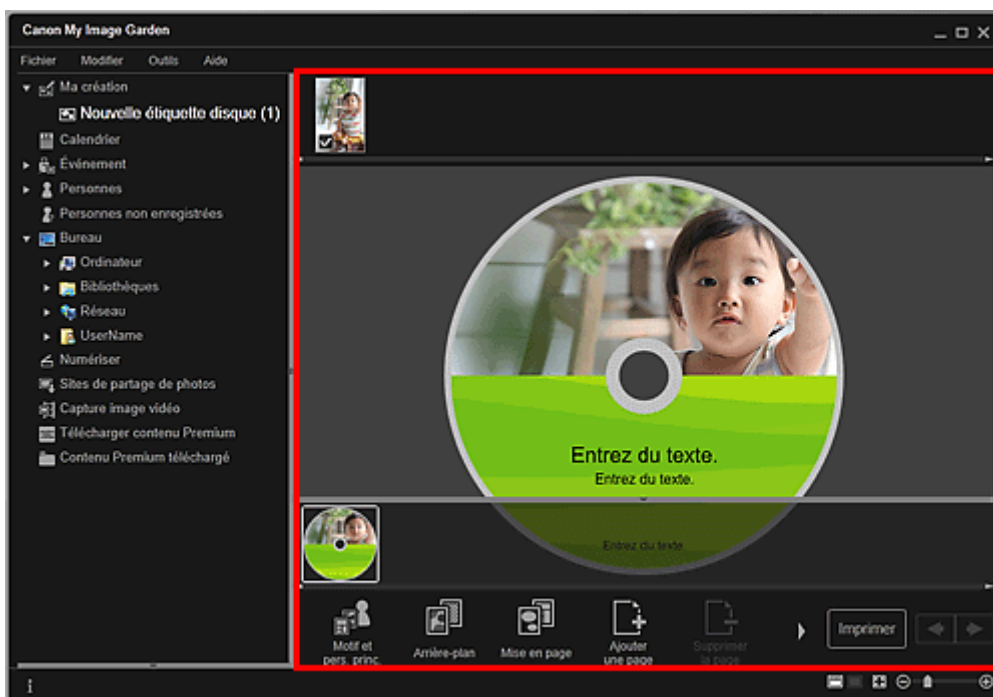 Canon My Image Garden
Fichier Modifier Outils Aide
Ma création
Nouvelle étiquette disque (1)
Calendrier
Événement
Personnes
Personnes non enregistrées
Bureau
Ordinateur
Bibliothèques
Réseau
UserName
Numériser
Sites de partage de photos
Capture image vidéo
Télécharger contenu Premium
Contenu Premium téléchargé
Entrez du texte.
Entrez du texte.
Entrez du texte
Motif et
pers. princ.
Arrière-plan
Mise en page
Ajouter
une page
Supprimer
la page
Imprimer